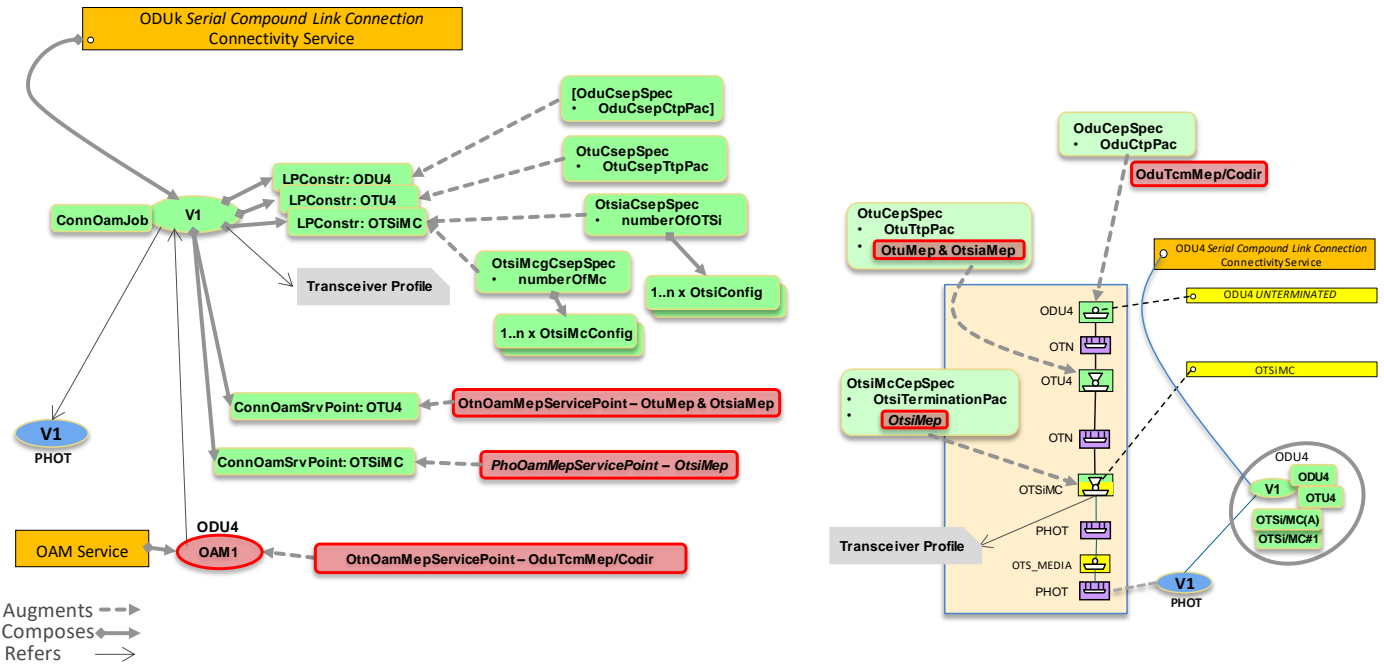 ODUk Serial Compound Link Connection
Connectivity Service
[OduCsepSpec
• OduCsepCtpPac]
OtuCsepSpec
• OtuCsepTtpPac
LPConstr: ODU4
LPConstr: OTU4
LPConstr: OTSiMC
ConnOamJob
V1
OtsiaCsepSpec
• numberOfOTSi
OtsiMcgCsepSpec
• numberOfMc
Transceiver Profile
1..n x OtsiConfig
1..n x OtsiMcConfig
ConnOamSrvPoint: OTU4
OtnOamMepServicePoint – OtuMep & OtsiaMep
V1
PHOT
ConnOamSrvPoint: OTSiMC
PhoOamMepServicePoint – OtsiMep
ODU4
OAM Service
OAM1
OtnOamMepServicePoint – OduTcmMep/Codir
Augments
Composes
Refers
OduCepSpec
• OduCtpPac
OduTcmMep/Codir
OtuCepSpec
• OtuTtpPac
• OtuMep & OtsiaMep
ODU4 Serial Compound Link Connection
Connectivity Service
ODU4 UNTERMINATED
ODU4
OTN
OTU4
OTSiMC
OtsiMcCepSpec
• OtsiTerminationPac
• OtsiMep
OTN
OTSiMC
PHOT
Transceiver Profile
OTS_MEDIA
PHOT
ODU4
V1
ODU4
OTU4
OTSi/MC(A)
OTSi/MC#1
V1
PHOT